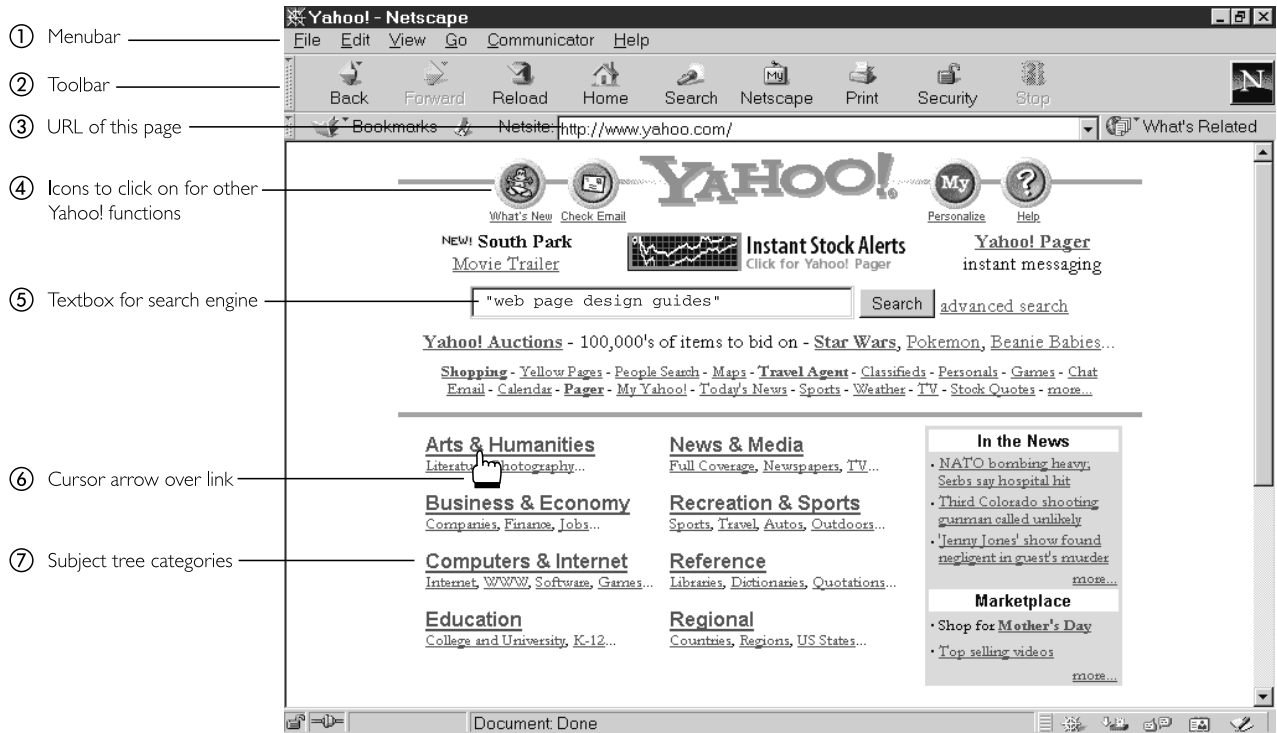 Yahoo! - Netscape
① Menubar
File Edit View Go Communicator Help
② Toolbar
Back Forward Reload Home Search My Netscape Print Security Stop N
③ URL of this page
Bookmarks Netsite: http://www.yahoo.com/ What's Related
④ Icons to click on for other
Yahoo! functions
YAHOO! My ?
What's New Check Email Personalize Help
NEW! South Park Instant Stock Alerts Yahoo! Pager
Movie Trailer Click for Yahoo! Pager instant messaging
⑤ Textbox for search engine
"web page design guides" Search advanced search
Yahoo! Auctions - 100,000's of items to bid on - Star Wars, Pokemon, Beanie Babies...
Shopping - Yellow Pages - People Search - Maps - Travel Agent - Classifieds - Personals - Games - Chat
Email - Calendar - Pager - My Yahoo! - Today's News - Sports - Weather - TV - Stock Quotes - more...
⑥ Cursor arrow over link
⑦ Subject tree categories
Arts & Humanities
Literatu Photography...
Business & Economy
Companies, Finance, Jobs...
Computers & Internet
Internet, WWW, Software, Games...
Education
College and University, K-12...
News & Media
Full Coverage, Newspapers, TV...
Recreation & Sports
Sports, Travel, Autos, Outdoors...
Reference
Libraries, Dictionaries, Quotations...
Regional
Countries, Regions, US States...
In the News
· NATO bombing heavy;
Serbs say hospital hit
· Third Colorado shooting
gunman called unlikely
· 'Jenny Jones' show found
negligent in guest's murder
more...
Marketplace
· Shop for Mother's Day
· Top selling videos
more...
Document: Done